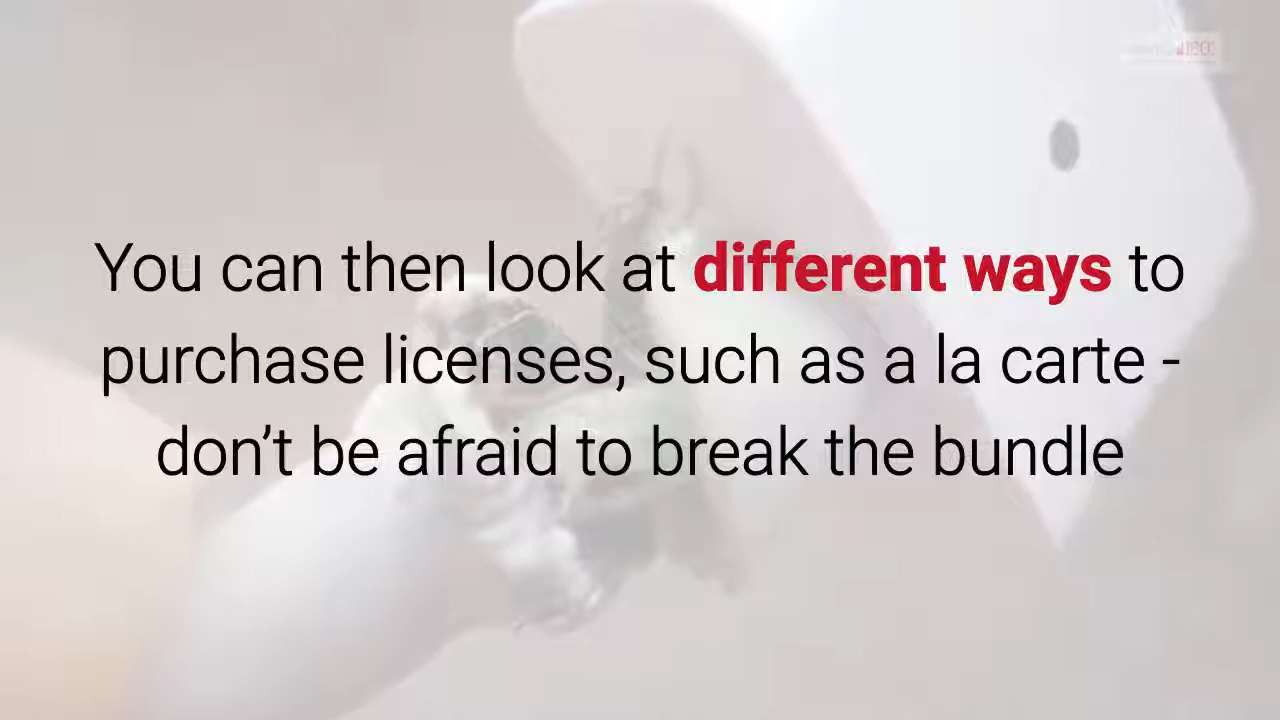 You can then look at different ways to
purchase licenses, such as a la carte -
don’t be afraid to break the bundle